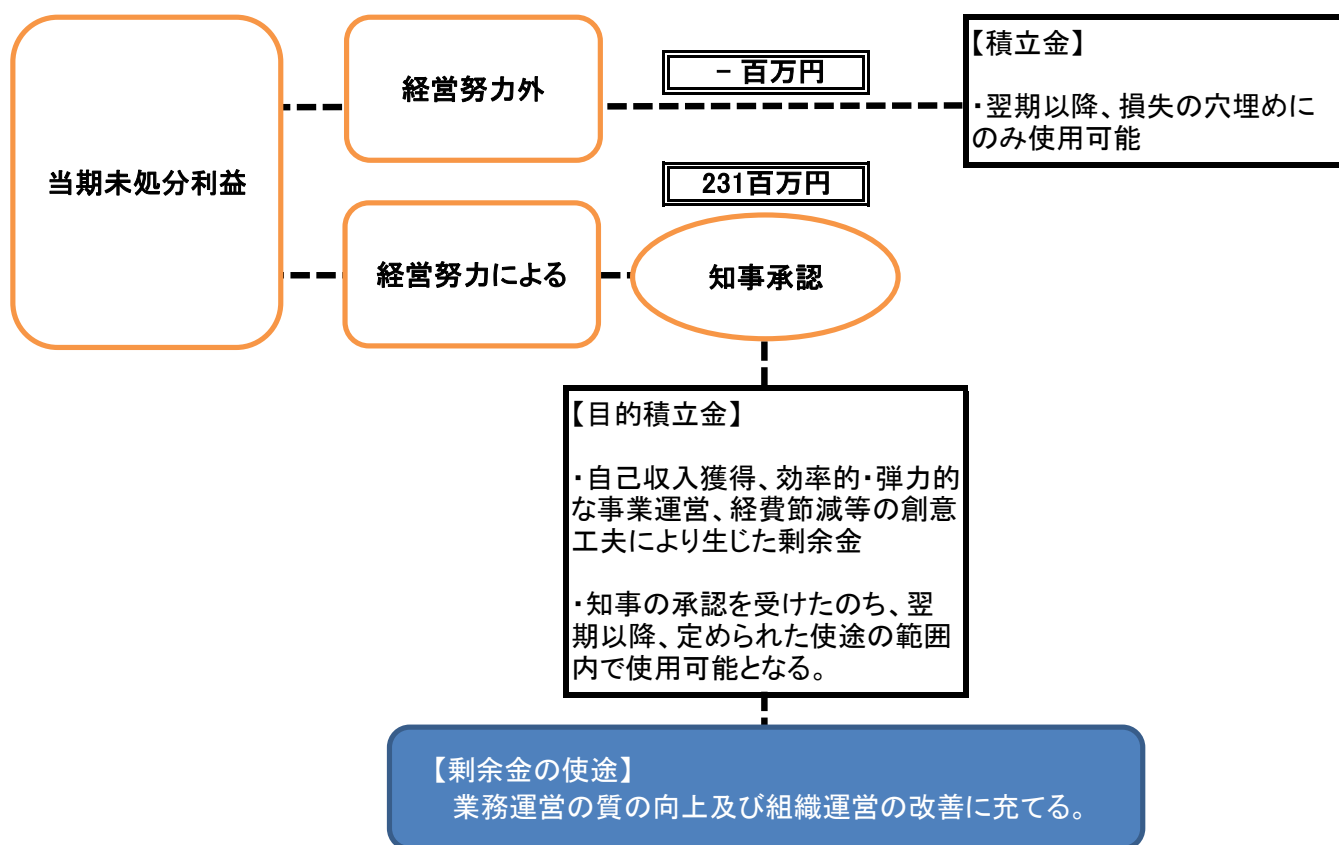 当期未処分利益
経営努力外
- 百万円
【積立金】
・翌期以降、損失の穴埋めに
のみ使用可能
経営努力による
231百万円
知事承認
【目的積立金】
・自己収入獲得、効率的・弾力的
な事業運営、経費節減等の創意
工夫により生じた剰余金
・知事の承認を受けたのち、翌
期以降、定められた使途の範囲
内で使用可能となる。
【剰余金の使途】
業務運営の質の向上及び組織運営の改善に充てる。